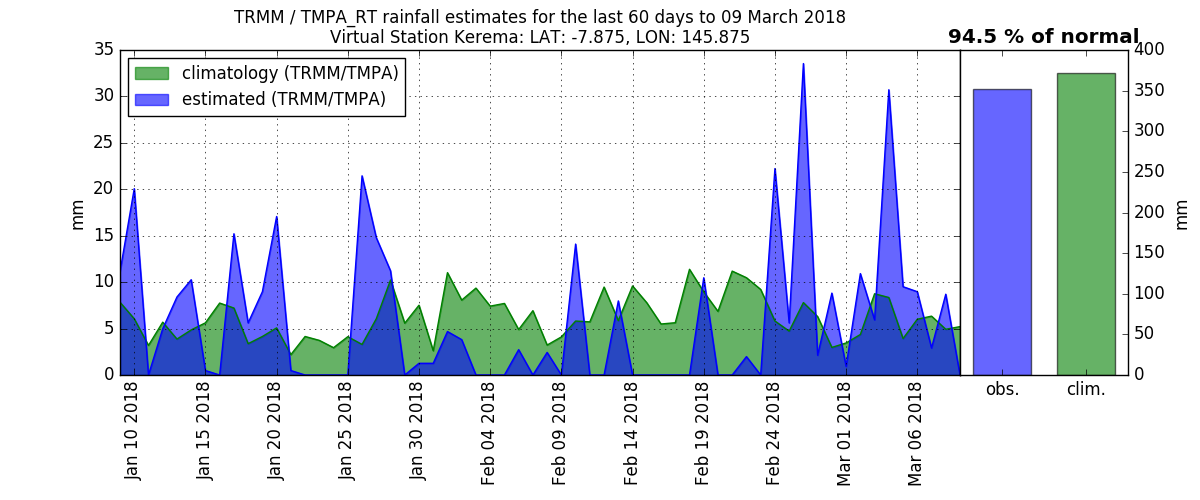 TRMM / TMPA_RT rainfall estimates for the last 60 days to 09 March 2018
Virtual Station Kerema: LAT: -7.875, LON: 145.875
94.5 % of normal
climatology (TRMM/TMPA)
estimated (TRMM/TMPA)
35
30
25
20
15
10
5
0
mm
400
350
300
250
200
150
100
50
0
mm
Jan 10 2018
Jan 15 2018
Jan 20 2018
Jan 25 2018
Jan 30 2018
Feb 04 2018
Feb 09 2018
Feb 14 2018
Feb 19 2018
Feb 24 2018
Mar 01 2018
Mar 06 2018
obs.
clim.